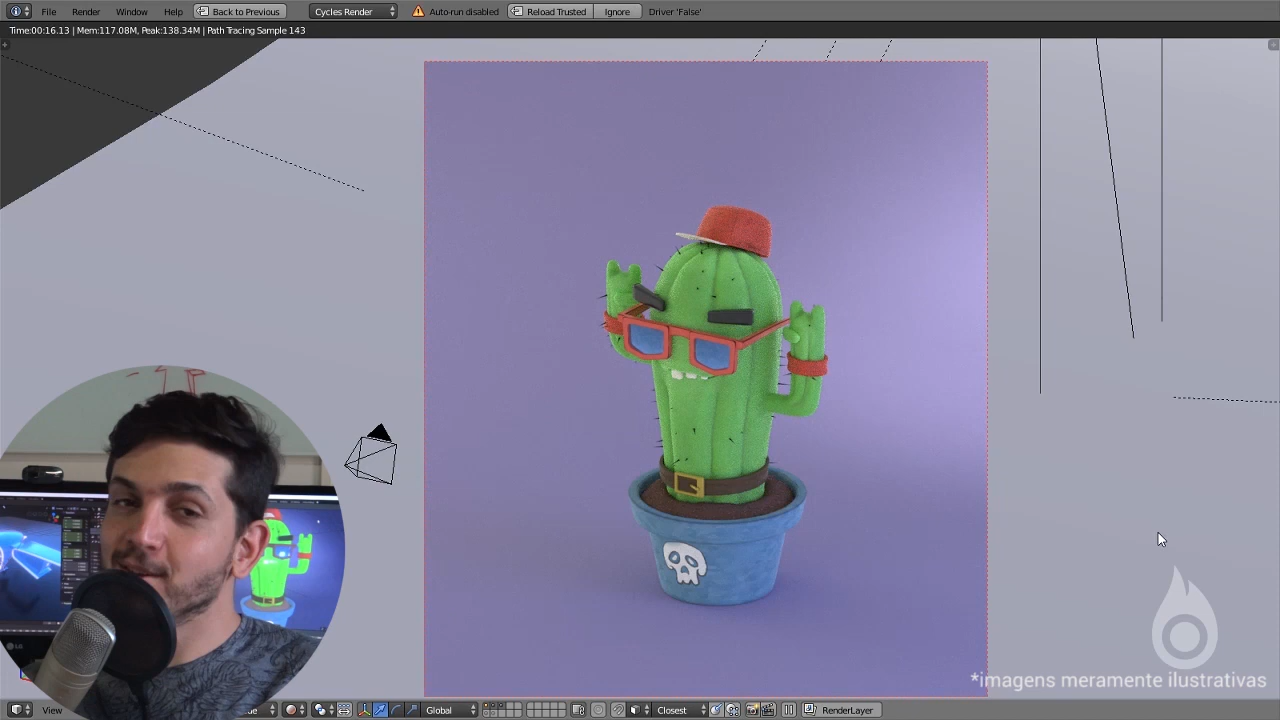 File Render Window Help Back to Previous Cycles Render Auto-run disabled Reload Trusted Ignore Driver 'False'
Time:00:16.13 | Mem:117.08M, Peak:138.34M | Path Tracing Sample 143
LG
*imagens meramente ilustrativas
View Global Closest RenderLayer